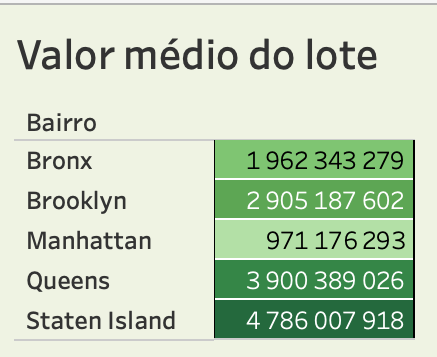 Valor médio do lote
Bairro
Bronx 1 962 343 279
Brooklyn 2 905 187 602
Manhattan 971 176 293
Queens 3 900 389 026
Staten Island 4 786 007 918